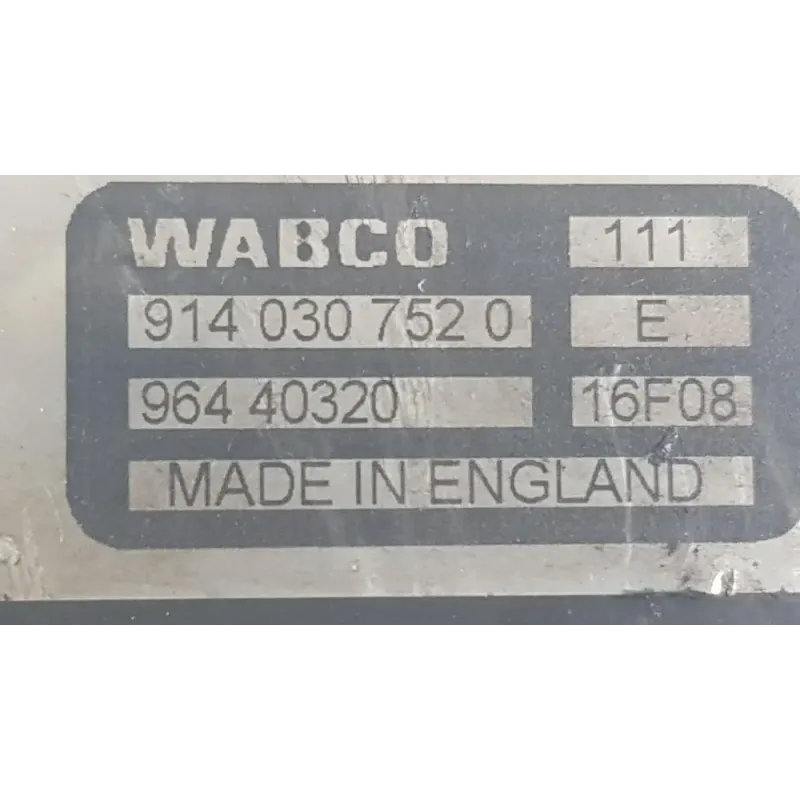 WABCO 111
914 030 752 0 E
964 40320 16F08
MADE IN ENGLAND